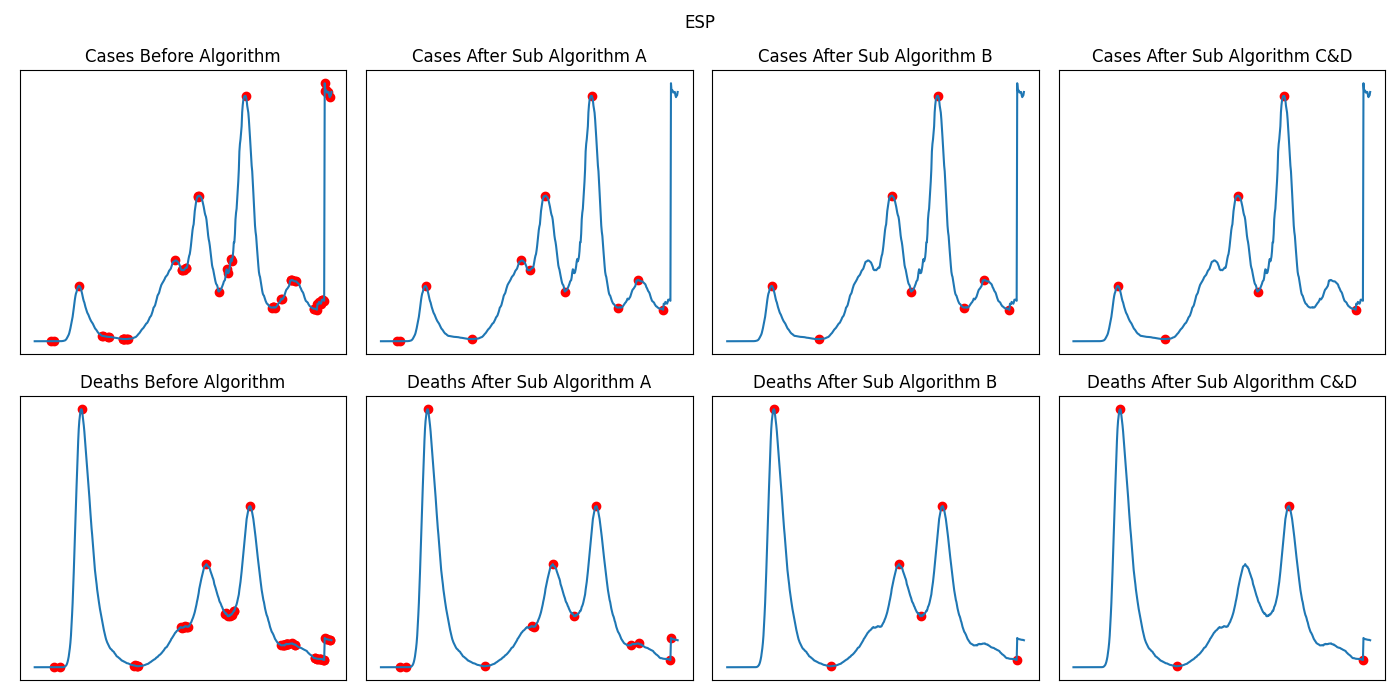 ESP
Cases Before Algorithm
Cases After Sub Algorithm A
Cases After Sub Algorithm B
Cases After Sub Algorithm C&D
Deaths Before Algorithm
Deaths After Sub Algorithm A
Deaths After Sub Algorithm B
Deaths After Sub Algorithm C&D